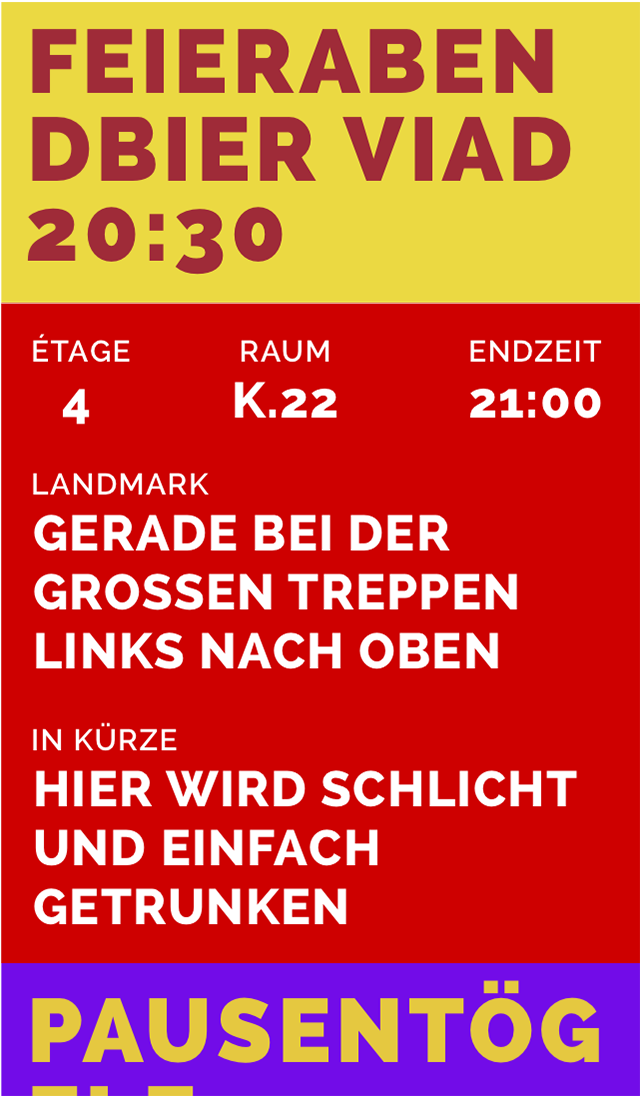 FEIERABEN
DBIER VIAD
20:30
ÉTAGE RAUM ENDZEIT
4 K.22 21:00
LANDMARK
GERADE BEI DER
GROSSEN TREPPEN
LINKS NACH OBEN
IN KÜRZE
HIER WIRD SCHLICHT
UND EINFACH
GETRUNKEN
PAUSENTÖG